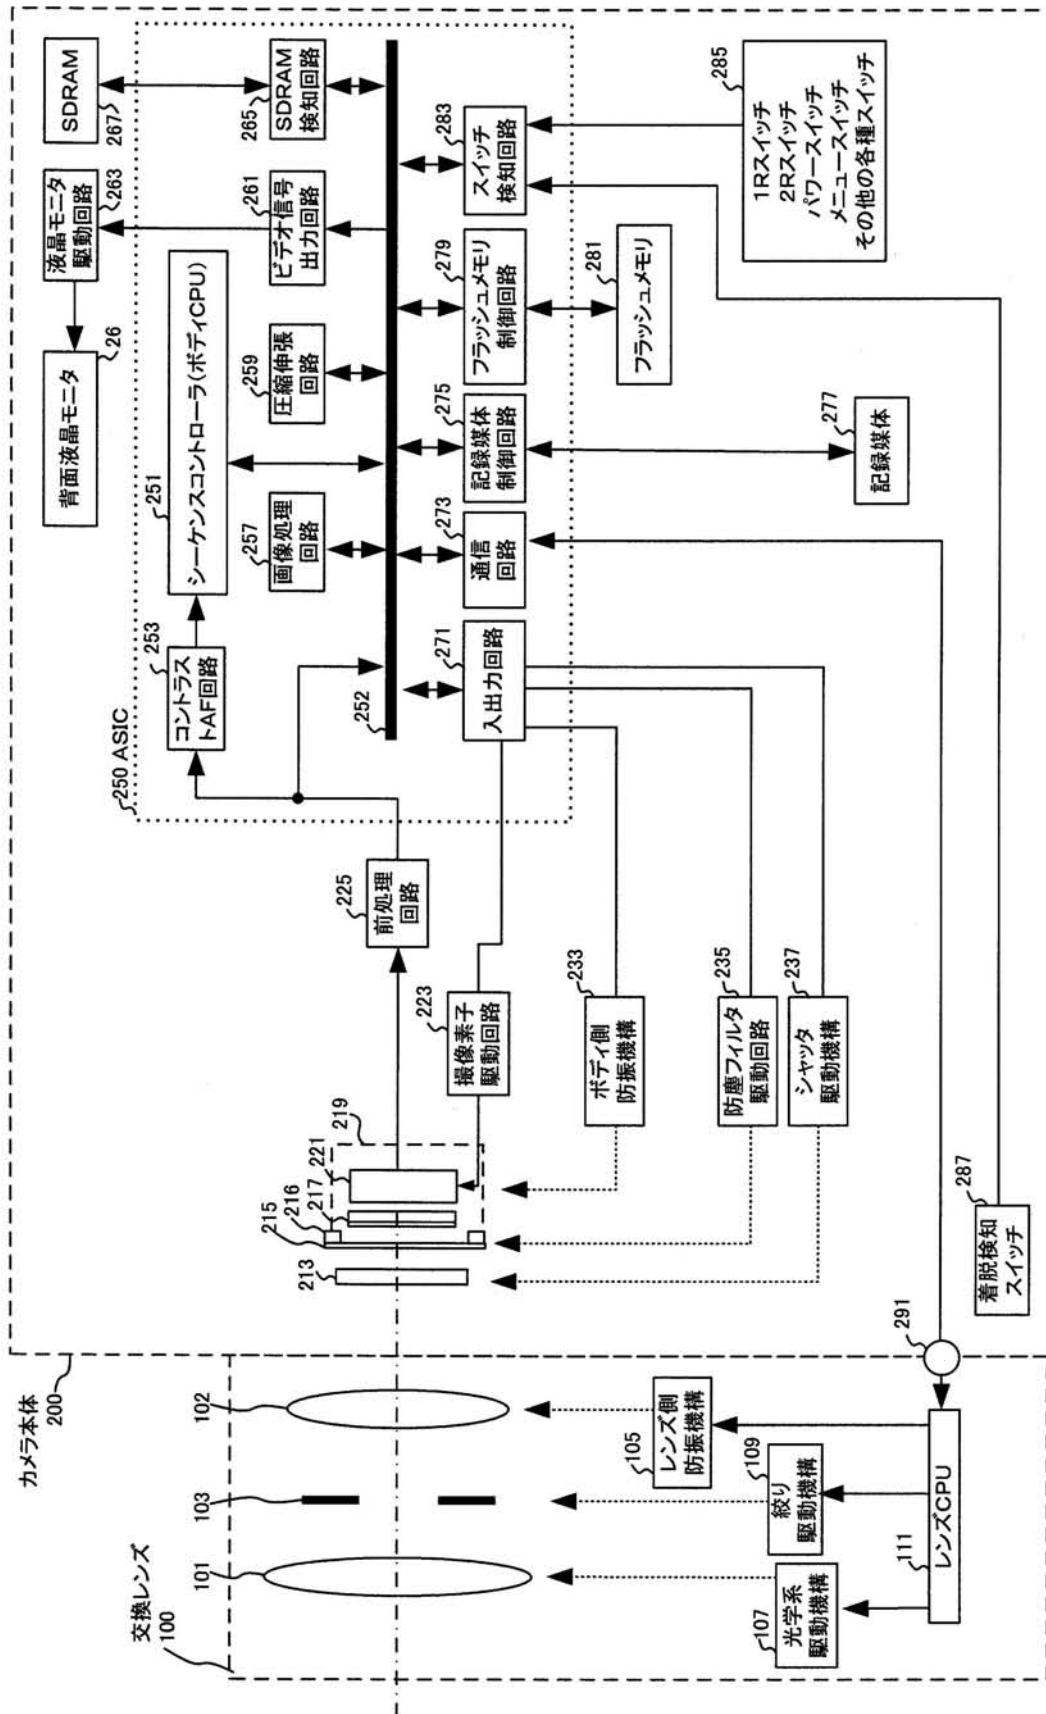 カメラ本体
200
交換レンズ
100
101
103
102
107
光学系
駆動機構
109
絞り
駆動機構
105
レンズ側
防振機構
111
レンズCPU
291
287
着脱検知
スイッチ
213
215
216
217
221
219
223
撮像素子
駆動回路
225
前処理
回路
233
ボディ側
防振機構
235
防塵フィルタ
駆動回路
237
シャッタ
駆動機構
250 ASIC
253
コントラス
トAF回路
251
シーケンスコントローラ(ボディCPU)
252
257
画像処理
回路
259
圧縮伸張
回路
261
ビデオ信号
出力回路
265
SDRAM
検知回路
267
SDRAM
263
液晶モニタ
駆動回路
26
背面液晶モニタ
271
入出力回路
273
通信
回路
275
記録媒体
制御回路
277
記録媒体
279
フラッシュメモリ
制御回路
281
フラッシュメモリ
283
スイッチ
検知回路
285
1Rスイッチ
2Rスイッチ
パワースイッチ
メニュースイッチ
その他の各種スイッチ